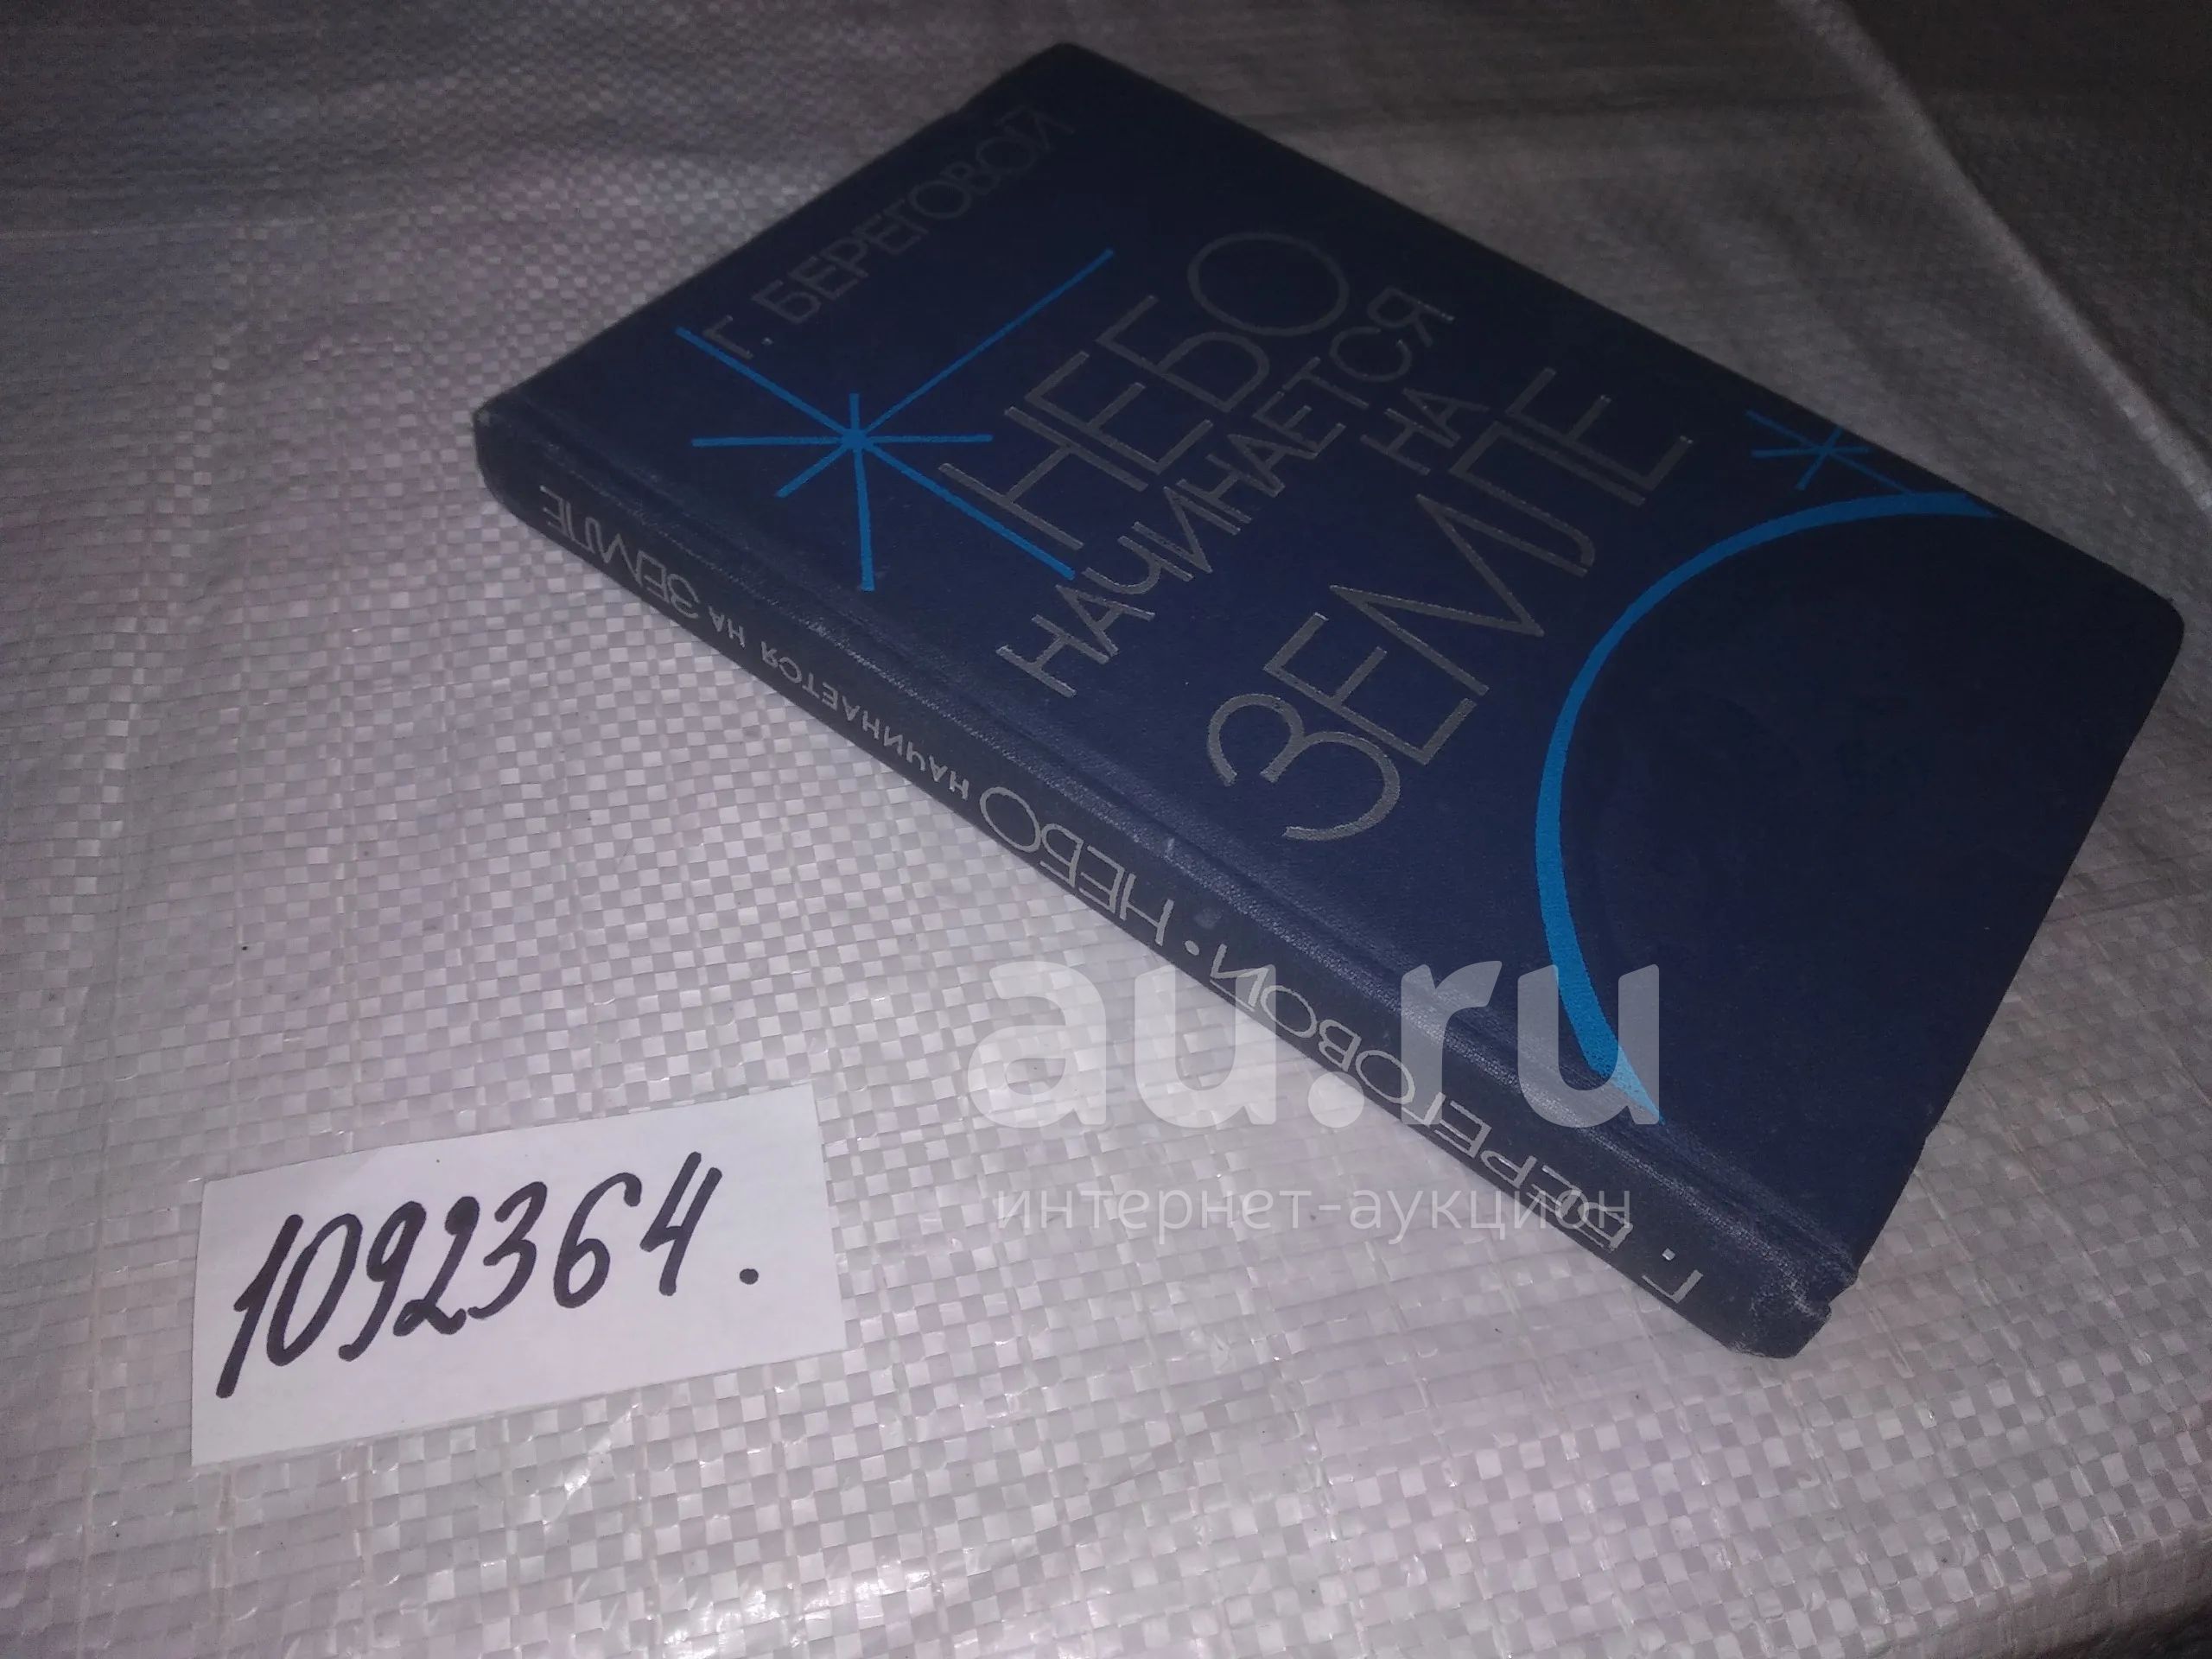 Г. БЕРЕГОВОЙ
НЕБО
НАЧИНАЕТСЯ
НА
ЗЕМЛЕ
Г. БЕРЕГОВОЙ · НЕБО НАЧИНАЕТСЯ НА ЗЕМЛЕ
au.ru
интернет-аукцион
1092364.